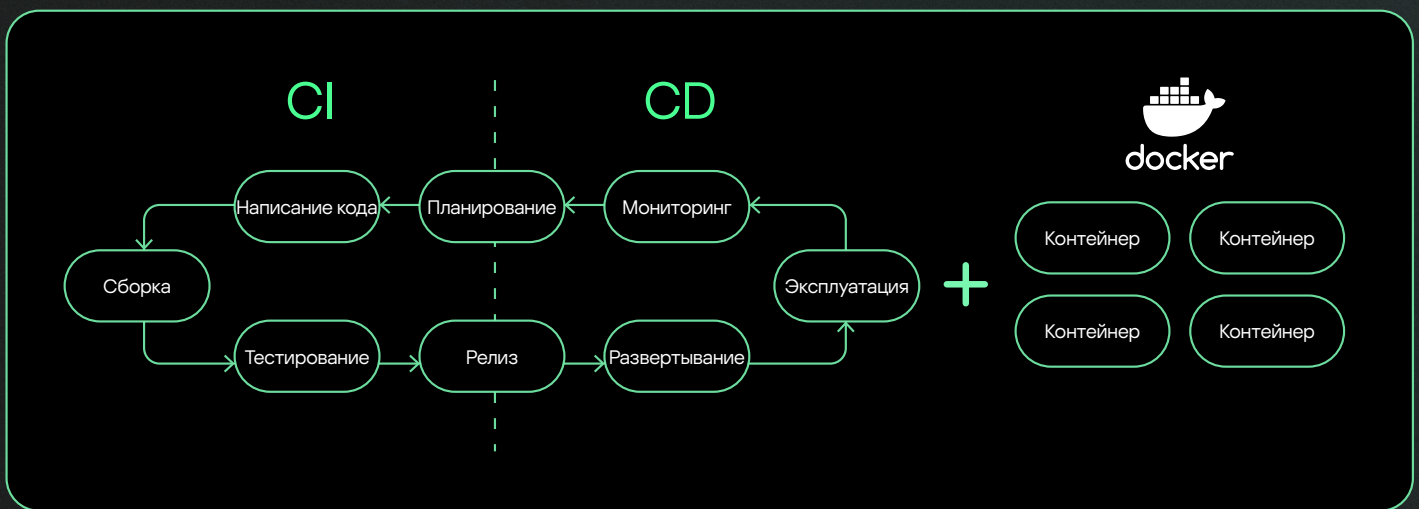 CI
CD
docker
Написание кода
Планирование
Мониторинг
Сборка
Эксплуатация
Тестирование
Релиз
Развертывание
Контейнер
Контейнер
Контейнер
Контейнер